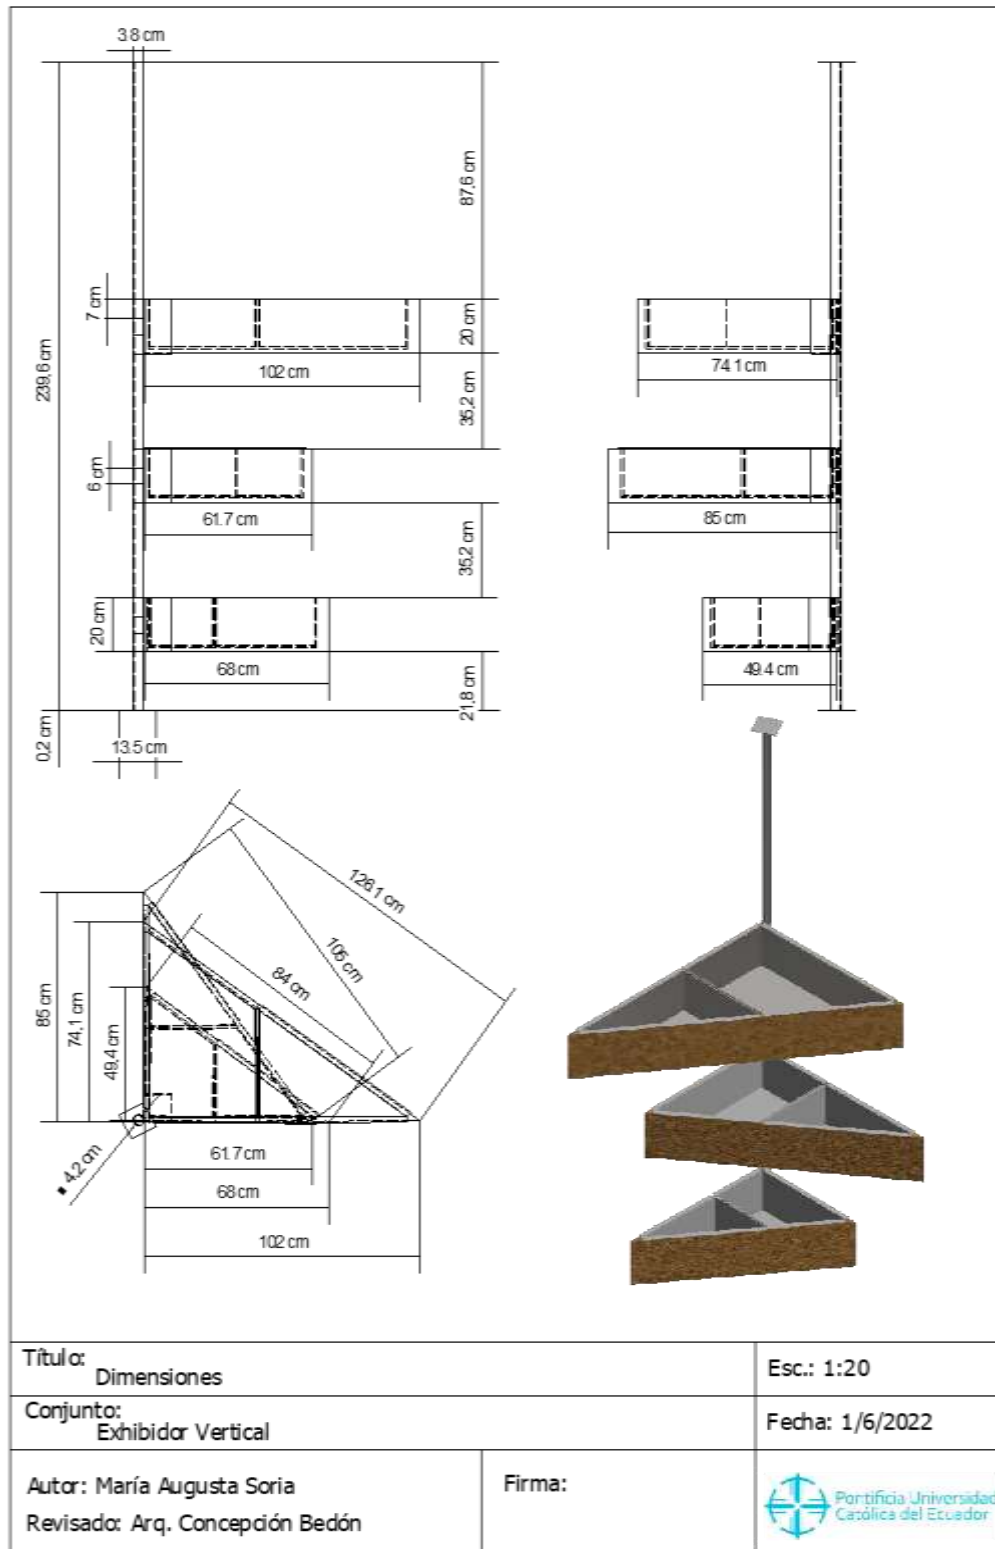 3.8 cm
239,6 cm
87,6 cm
7 cm
20 cm
102 cm
74.1 cm
35,2 cm
6 cm
61.7 cm
85 cm
35,2 cm
20 cm
68 cm
49.4 cm
21,8 cm
0,2 cm
13.5 cm
126.1 cm
105 cm
84 cm
85 cm
74,1 cm
49,4 cm
4,2 cm
61.7 cm
68 cm
102 cm
Título:
Dimensiones
Esc.: 1:20
Conjunto:
Exhibidor Vertical
Fecha: 1/6/2022
Autor: María Augusta Soria
Firma:
Revisado: Arq. Concepción Bedón
Pontificia Universidad
Católica del Ecuador